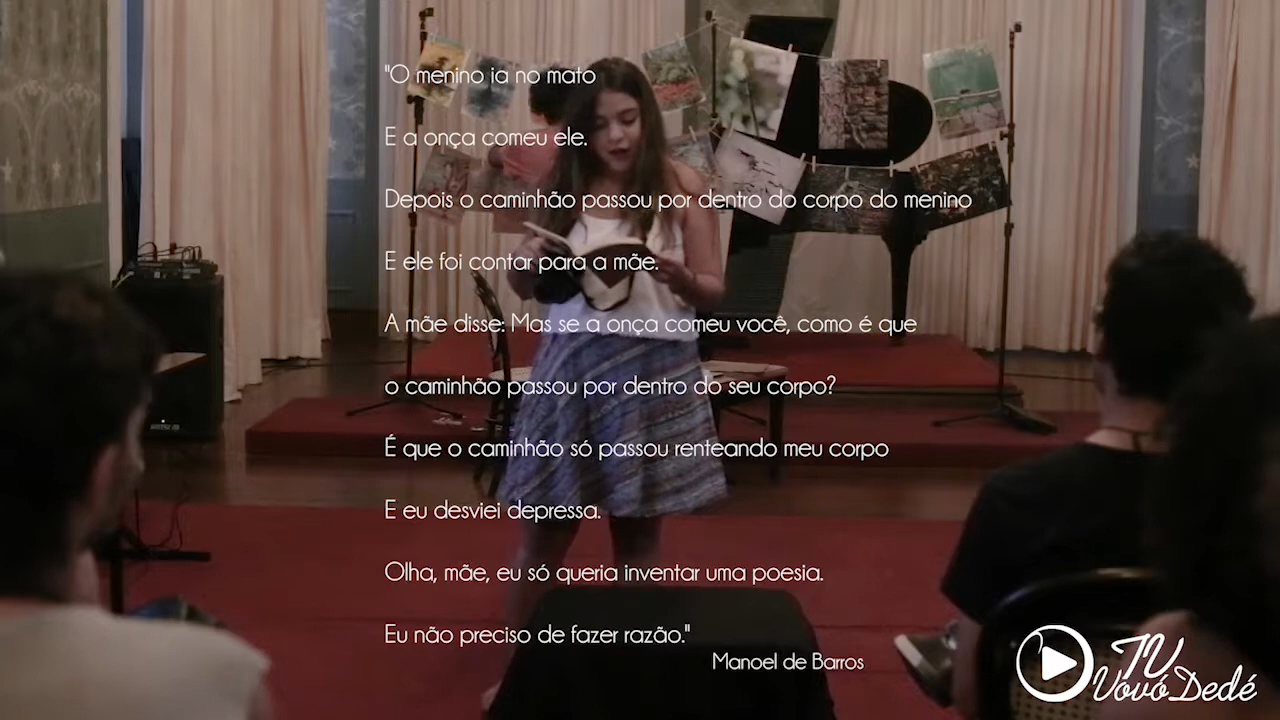 "O menino ia no mato
E a onça comeu ele.
Depois o caminhão passou por dentro do corpo do menino
E ele foi contar para a mãe.
A mãe disse: Mas se a onça comeu você, como é que
o caminhão passou por dentro do seu corpo?
É que o caminhão só passou renteando meu corpo
E eu desviei depressa.
Olha, mãe, eu só queria inventar uma poesia.
Eu não preciso de fazer razão."
Manoel de Barros
TV
Vovó Dedé